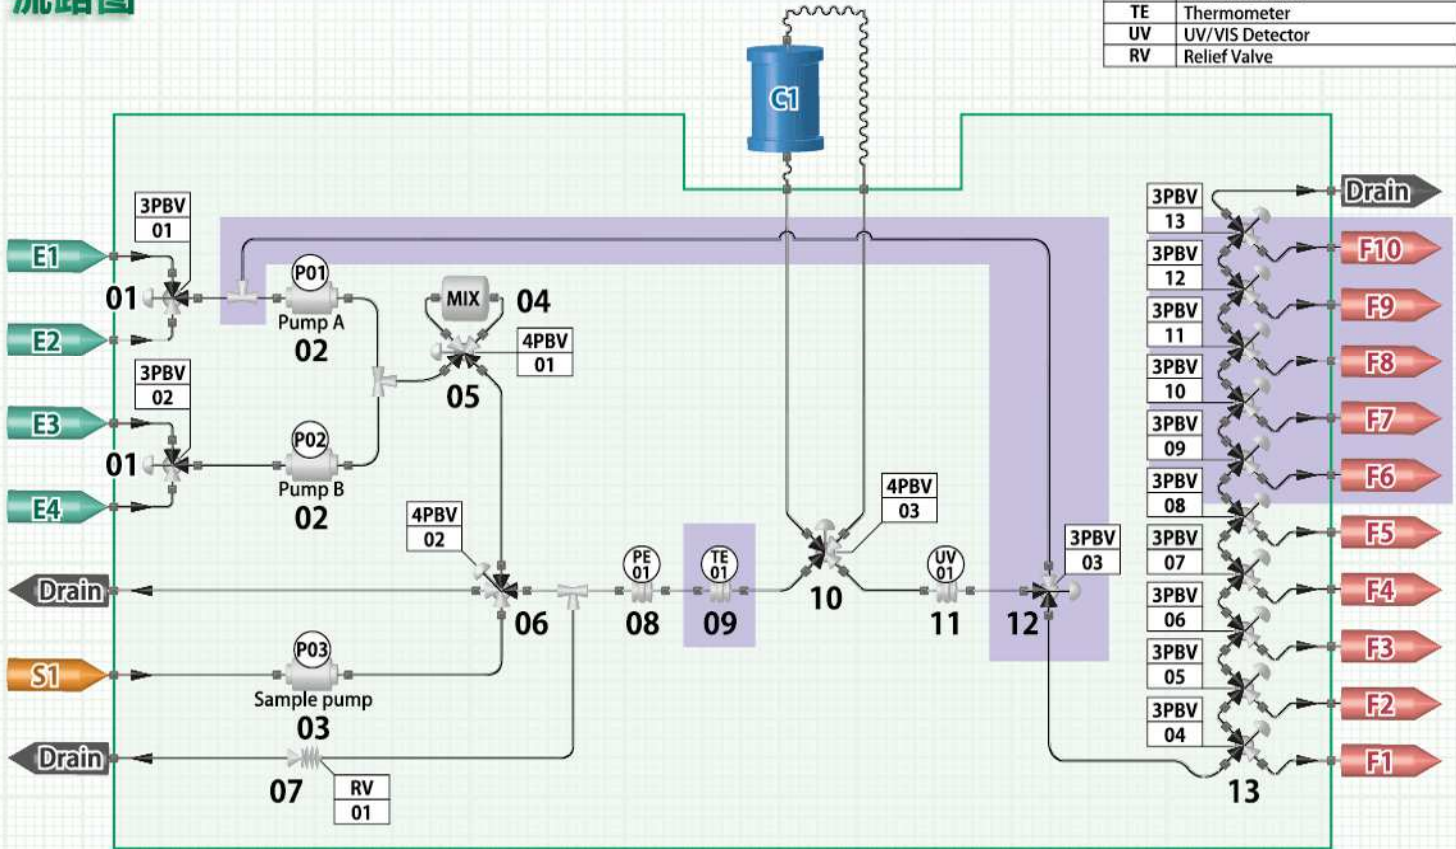 流路图
TE Thermometer
UV UV/VIS Detector
RV Relief Valve
C1
3PBV
01
E1
01
E2
P01
Pump A
02
MIX
04
4PBV
01
05
3PBV
02
E3
01
E4
P02
Pump B
02
4PBV
02
Drain
06
PE
01
08
TE
01
09
4PBV
03
10
UV
01
11
3PBV
03
12
S1
P03
Sample pump
03
Drain
07
RV
01
3PBV
13
Drain
3PBV
12
F10
3PBV
11
F9
3PBV
10
F8
3PBV
09
F7
3PBV
08
F6
3PBV
07
F5
3PBV
06
F4
3PBV
05
F3
3PBV
04
F2
F1
13